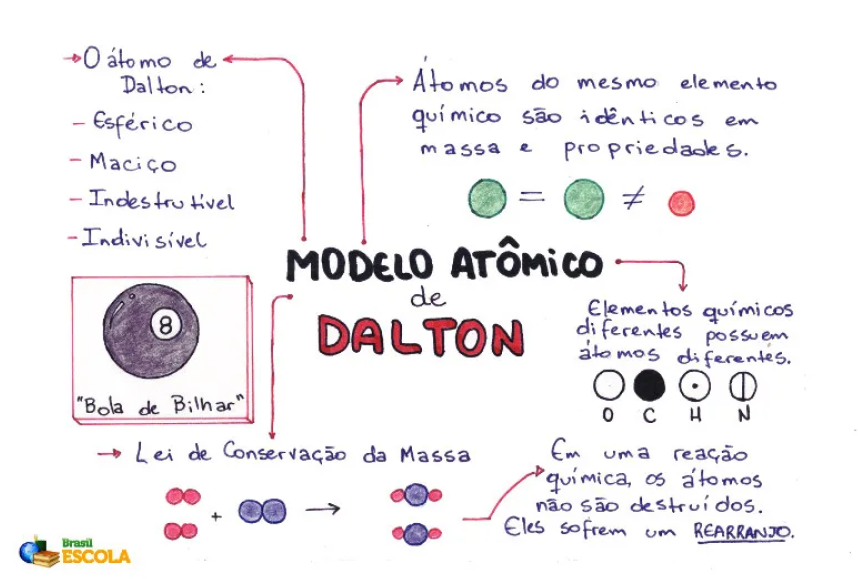 O átomo de
Dalton:
- Esférico
- Maciço
- Indestrutível
- Indivisível
8
"Bola de Bilhar"
Átomos do mesmo elemento
químico são idênticos em
massa e propriedades.
= ≠
MODELO ATÔMICO
de
DALTON
Elementos químicos
diferentes possuem
átomos diferentes.
O C H N
Lei de Conservação da Massa
+
Em uma reação
química, os átomos
não são destruídos.
Eles sofrem um REARRANJO.
Brasil
ESCOLA